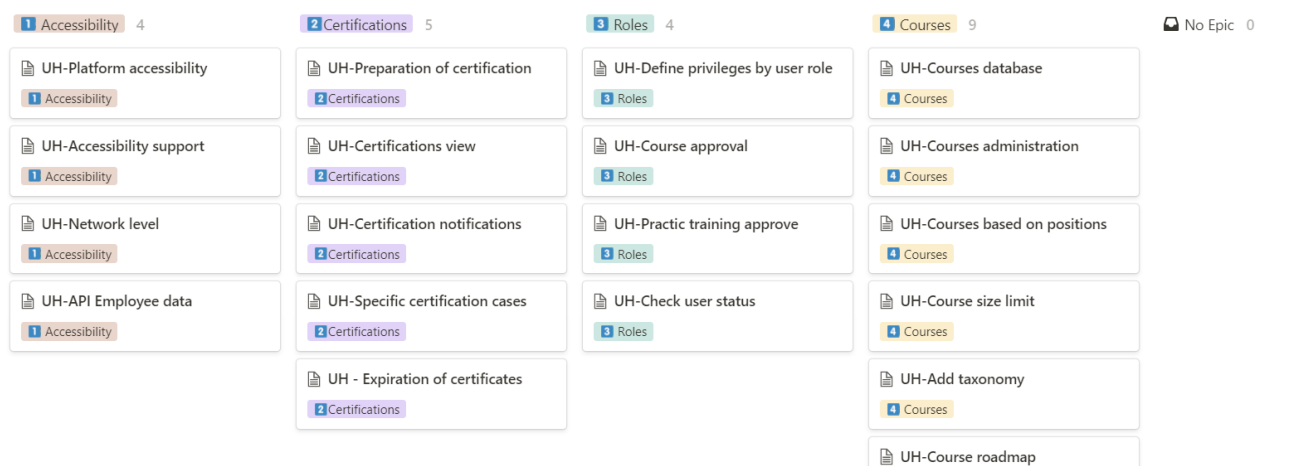 1 Accessibility 4
UH-Platform accessibility
1 Accessibility
UH-Accessibility support
1 Accessibility
UH-Network level
1 Accessibility
UH-API Employee data
1 Accessibility
2 Certifications 5
UH-Preparation of certification
2 Certifications
UH-Certifications view
2 Certifications
UH-Certification notifications
2 Certifications
UH-Specific certification cases
2 Certifications
UH - Expiration of certificates
2 Certifications
3 Roles 4
UH-Define privileges by user role
3 Roles
UH-Course approval
3 Roles
UH-Practic training approve
3 Roles
UH-Check user status
3 Roles
4 Courses 9
UH-Courses database
4 Courses
UH-Courses administration
4 Courses
UH-Courses based on positions
4 Courses
UH-Course size limit
4 Courses
UH-Add taxonomy
4 Courses
UH-Course roadmap
No Epic 0